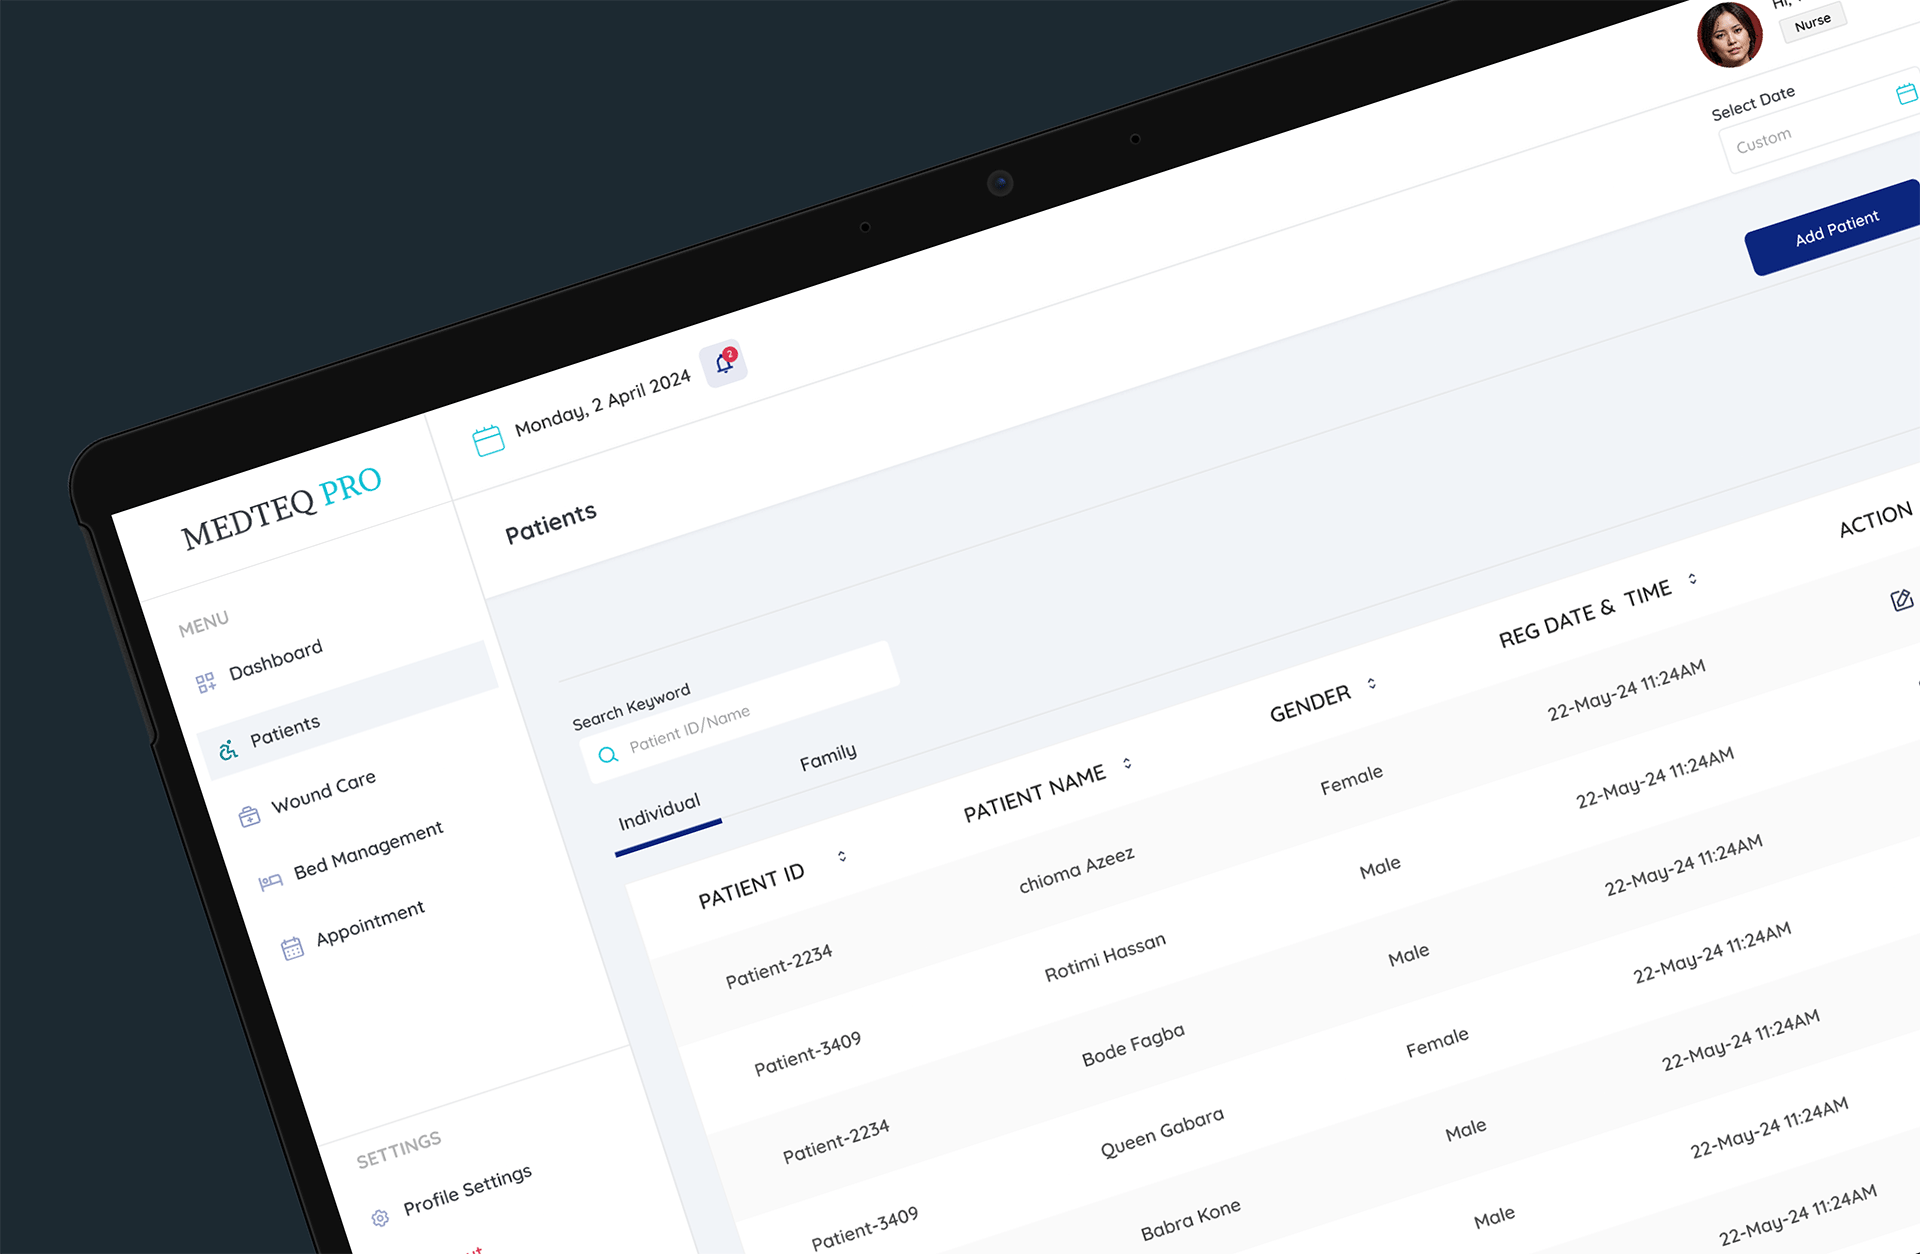 Hi,
Nurse
Monday, 2 April 2024
2
Select Date
Custom
MEDTEQ PRO
Patients
Add Patient
MENU
Dashboard
Patients
Wound Care
Bed Management
Appointment
SETTINGS
Profile Settings
Search Keyword
Patient ID/Name
Individual
Family
PATIENT ID PATIENT NAME GENDER REG DATE & TIME ACTION
Patient-2234 chioma Azeez Female 22-May-24 11:24AM
Patient-3409 Rotimi Hassan Male 22-May-24 11:24AM
Patient-2234 Bode Fagba Male 22-May-24 11:24AM
Patient-3409 Queen Gabara Female 22-May-24 11:24AM
Babra Kone Male 22-May-24 11:24AM
Male 22-May-24 11:24AM
22-May-24 11:24AM